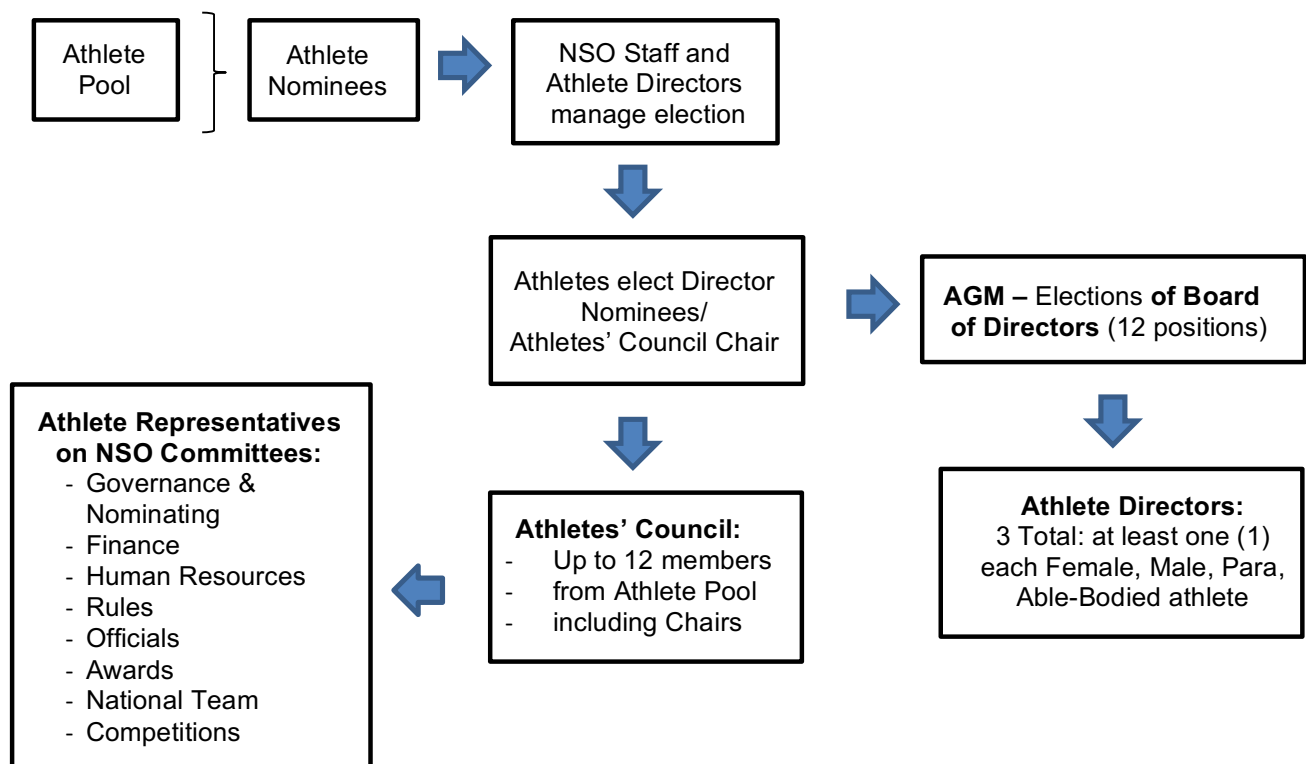 Athlete
Pool
Athlete
Nominees
NSO Staff and
Athlete Directors
manage election
Athletes elect Director
Nominees/
Athletes’ Council Chair
AGM – Elections of Board
of Directors (12 positions)
Athlete Representatives
on NSO Committees:
- Governance &
Nominating
- Finance
- Human Resources
- Rules
- Officials
- Awards
- National Team
- Competitions
Athletes’ Council:
- Up to 12 members
- from Athlete Pool
- including Chairs
Athlete Directors:
3 Total: at least one (1)
each Female, Male, Para,
Able-Bodied athlete